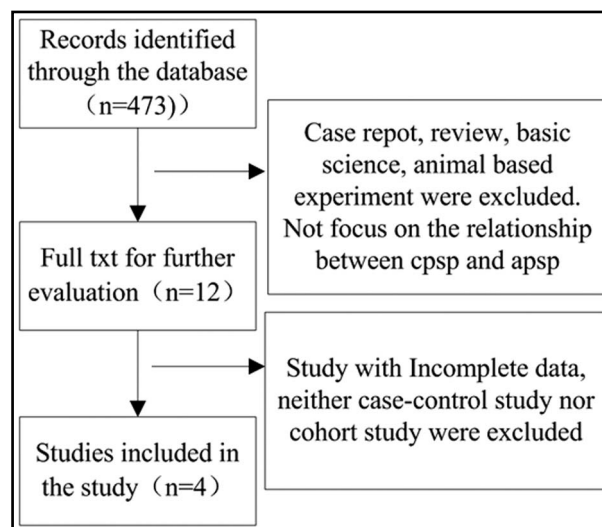 Records identified
through the database
（n=473)）
Case repot, review, basic
science, animal based
experiment were excluded.
Not focus on the relationship
between cpsp and apsp
Full txt for further
evaluation（n=12）
Study with Incomplete data,
neither case-control study nor
cohort study were excluded
Studies included in
the study（n=4）